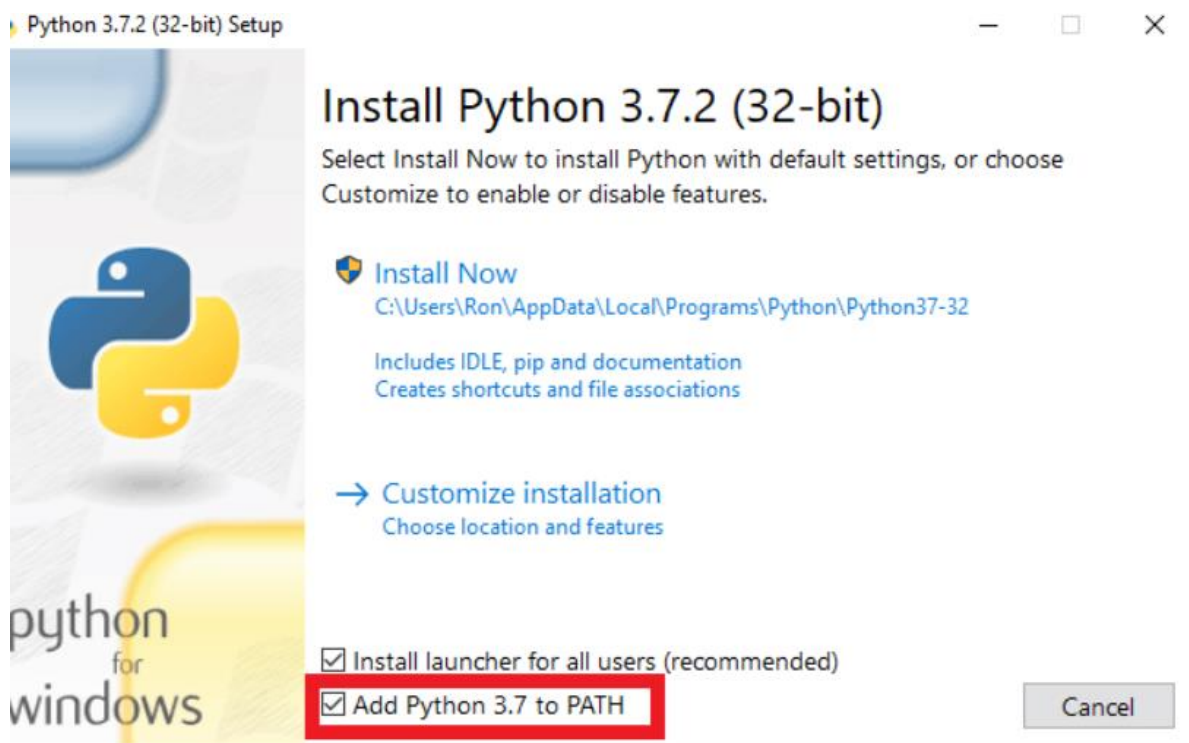 Python 3.7.2 (32-bit) Setup
Install Python 3.7.2 (32-bit)
Select Install Now to install Python with default settings, or choose
Customize to enable or disable features.
Install Now
C:\Users\Ron\AppData\Local\Programs\Python\Python37-32
Includes IDLE, pip and documentation
Creates shortcuts and file associations
Customize installation
Choose location and features
python
for
windows
Install launcher for all users (recommended)
Add Python 3.7 to PATH
Cancel